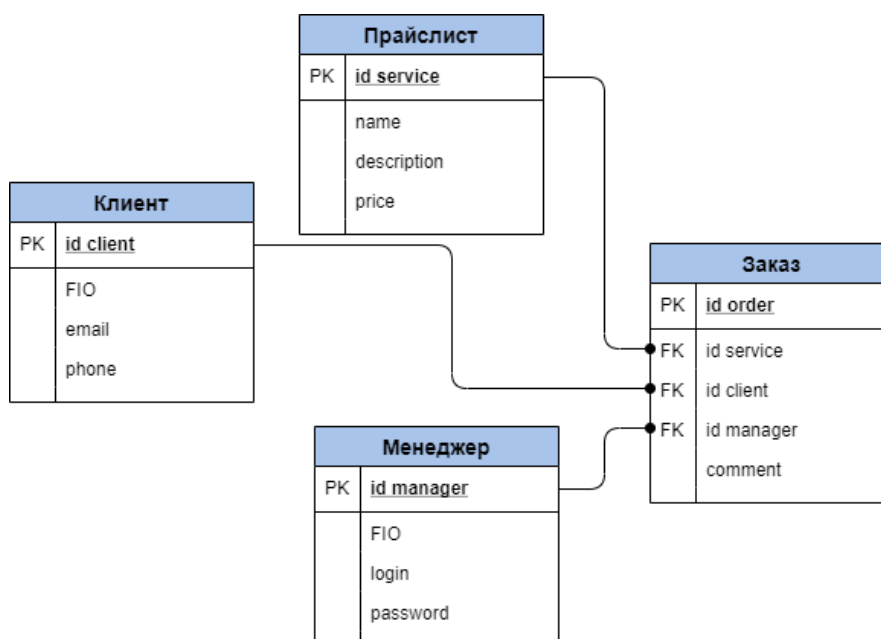 Прайслист
PK id service
name
description
price
Клиент
PK id client
FIO
email
phone
Заказ
PK id order
FK id service
FK id client
FK id manager
comment
Менеджер
PK id manager
FIO
login
password